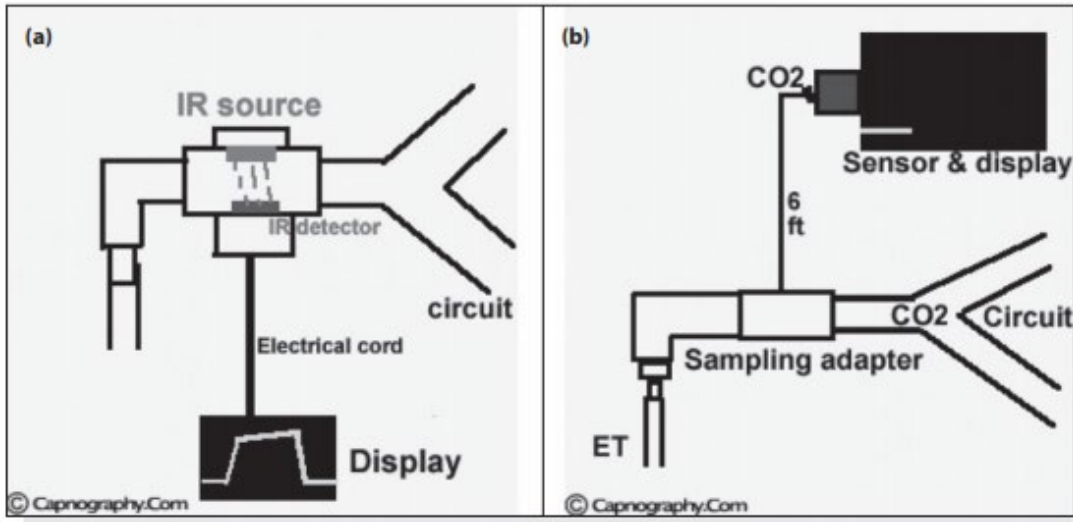 (a)
IR source
IR detector
circuit
Electrical cord
Display
© Capnography.Com
(b)
CO2
Sensor & display
6
ft
CO2
Circuit
Sampling adapter
ET
© Capnography.Com